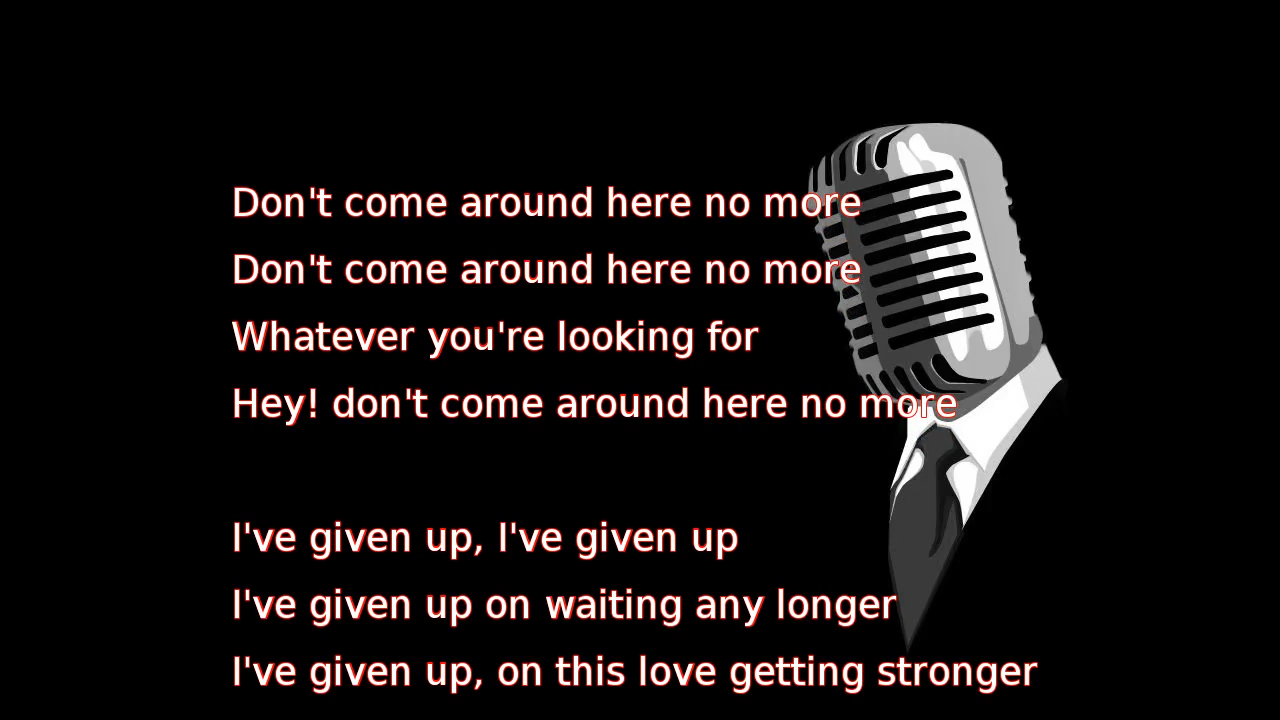 Don't come around here no more
Don't come around here no more
Whatever you're looking for
Hey! don't come around here no more
I've given up, I've given up
I've given up on waiting any longer
I've given up, on this love getting stronger